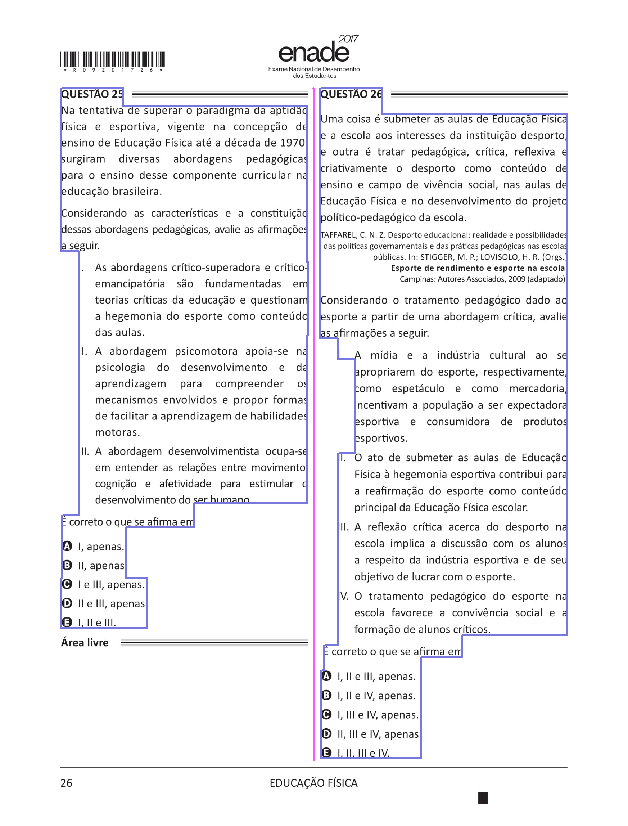 *R09201726*
enade 2017
Exame Nacional de Desempenho
dos Estudantes
QUESTÃO 25
Na tentativa de superar o paradigma da aptidão
física e esportiva, vigente na concepção de
ensino de Educação Física até a década de 1970
surgiram diversas abordagens pedagógicas
para o ensino desse componente curricular na
educação brasileira.
Considerando as características e a constituição
dessas abordagens pedagógicas, avalie as afirmações
a seguir.
. As abordagens crítico-superadora e crítico-
emancipatória são fundamentadas em
teorias críticas da educação e questionam
a hegemonia do esporte como conteúdo
das aulas.
I. A abordagem psicomotora apoia-se na
psicologia do desenvolvimento e da
aprendizagem para compreender os
mecanismos envolvidos e propor formas
de facilitar a aprendizagem de habilidades
motoras.
II. A abordagem desenvolvimentista ocupa-se
em entender as relações entre movimento
cognição e afetividade para estimular o
desenvolvimento do ser humano
É correto o que se afirma em
A I, apenas.
B II, apenas
C I e III, apenas.
D II e III, apenas
E I, II e III.
Área livre
QUESTÃO 26
Uma coisa é submeter as aulas de Educação Física
e a escola aos interesses da instituição desporto,
e outra é tratar pedagógica, crítica, reflexiva e
criativamente o desporto como conteúdo de
ensino e campo de vivência social, nas aulas de
Educação Física e no desenvolvimento do projeto
político-pedagógico da escola.
TAFFAREL, C. N. Z. Desporto educacional: realidade e possibilidades
das políticas governamentais e das práticas pedagógicas nas escolas
públicas. In: STIGGER, M. P.; LOVISOLO, H. R. (Orgs.)
Esporte de rendimento e esporte na escola
Campinas: Autores Associados, 2009 (adaptado)
Considerando o tratamento pedagógico dado ao
esporte a partir de uma abordagem crítica, avalie
as afirmações a seguir.
A mídia e a indústria cultural ao se
apropriarem do esporte, respectivamente,
como espetáculo e como mercadoria,
incentivam a população a ser expectadora
esportiva e consumidora de produtos
esportivos.
I. O ato de submeter as aulas de Educação
Física à hegemonia esportiva contribui para
a reafirmação do esporte como conteúdo
principal da Educação Física escolar.
II. A reflexão crítica acerca do desporto na
escola implica a discussão com os alunos
a respeito da indústria esportiva e de seu
objetivo de lucrar com o esporte.
V. O tratamento pedagógico do esporte na
escola favorece a convivência social e a
formação de alunos críticos.
É correto o que se afirma em
A I, II e III, apenas.
B I, II e IV, apenas.
C I, III e IV, apenas.
D II, III e IV, apenas
E I, II, III e IV.
26
EDUCAÇÃO FÍSICA